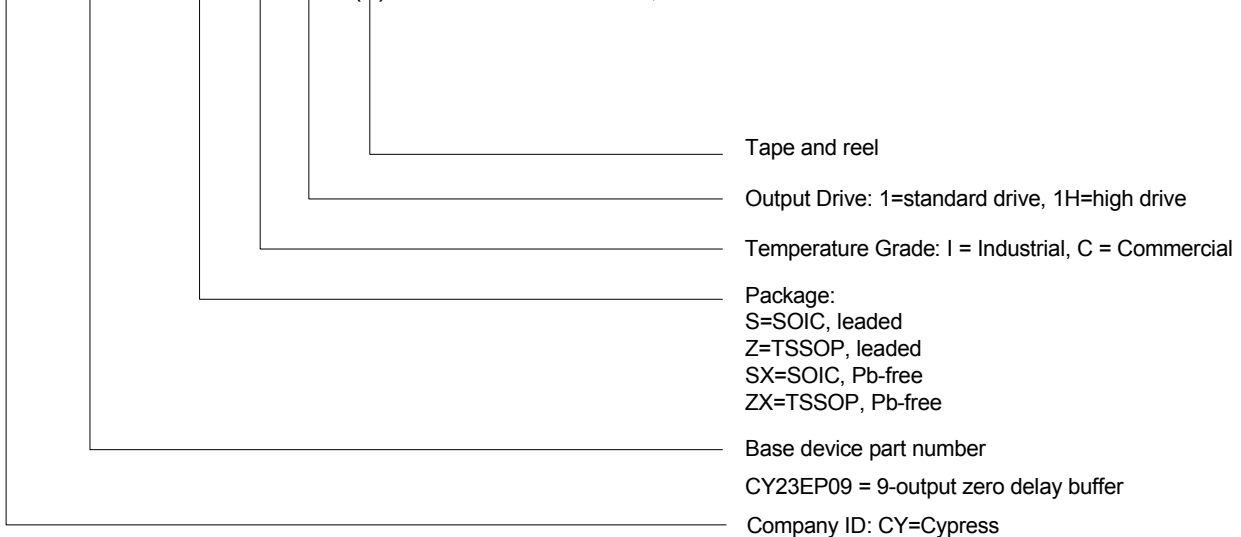 Tape and reel
Output Drive: 1=standard drive, 1H=high drive
Temperature Grade: I = Industrial, C = Commercial
Package:
S=SOIC, leaded
Z=TSSOP, leaded
SX=SOIC, Pb-free
ZX=TSSOP, Pb-free
Base device part number
CY23EP09 = 9-output zero delay buffer
Company ID: CY=Cypress